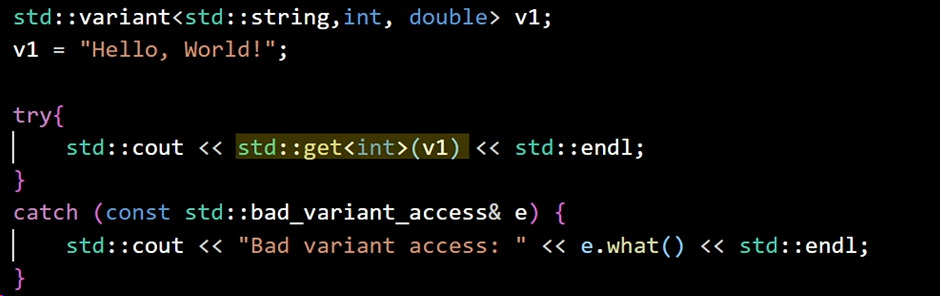 std::variant<std::string,int, double> v1;
v1 = "Hello, World!";
try{
    std::cout << std::get<int>(v1) << std::endl;
}
catch (const std::bad_variant_access& e) {
    std::cout << "Bad variant access: " << e.what() << std::endl;
}